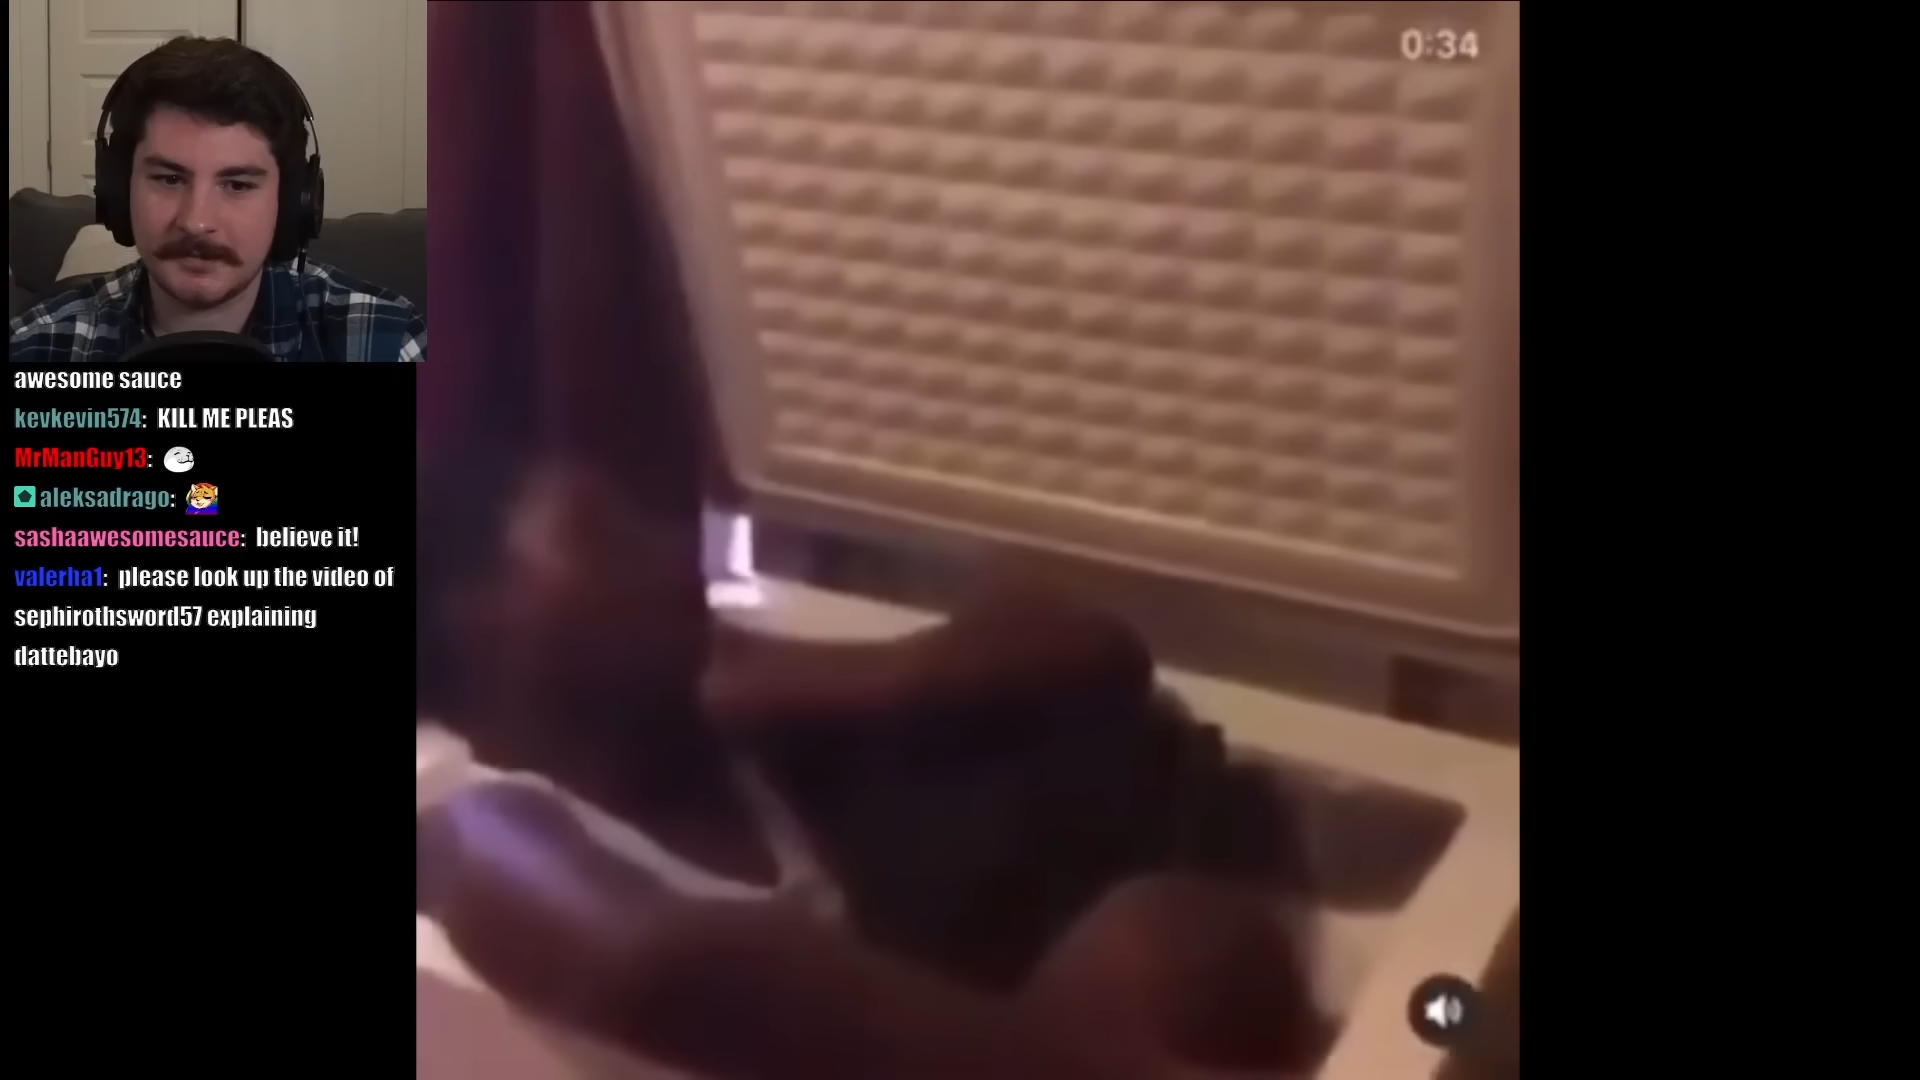 0:34
awesome sauce
kevkevin574: KILL ME PLEAS
MrManGuy13:
aleksadrago:
sashaawesomesauce: believe it!
valerha1: please look up the video of
sephirothsword57 explaining
dattebayo